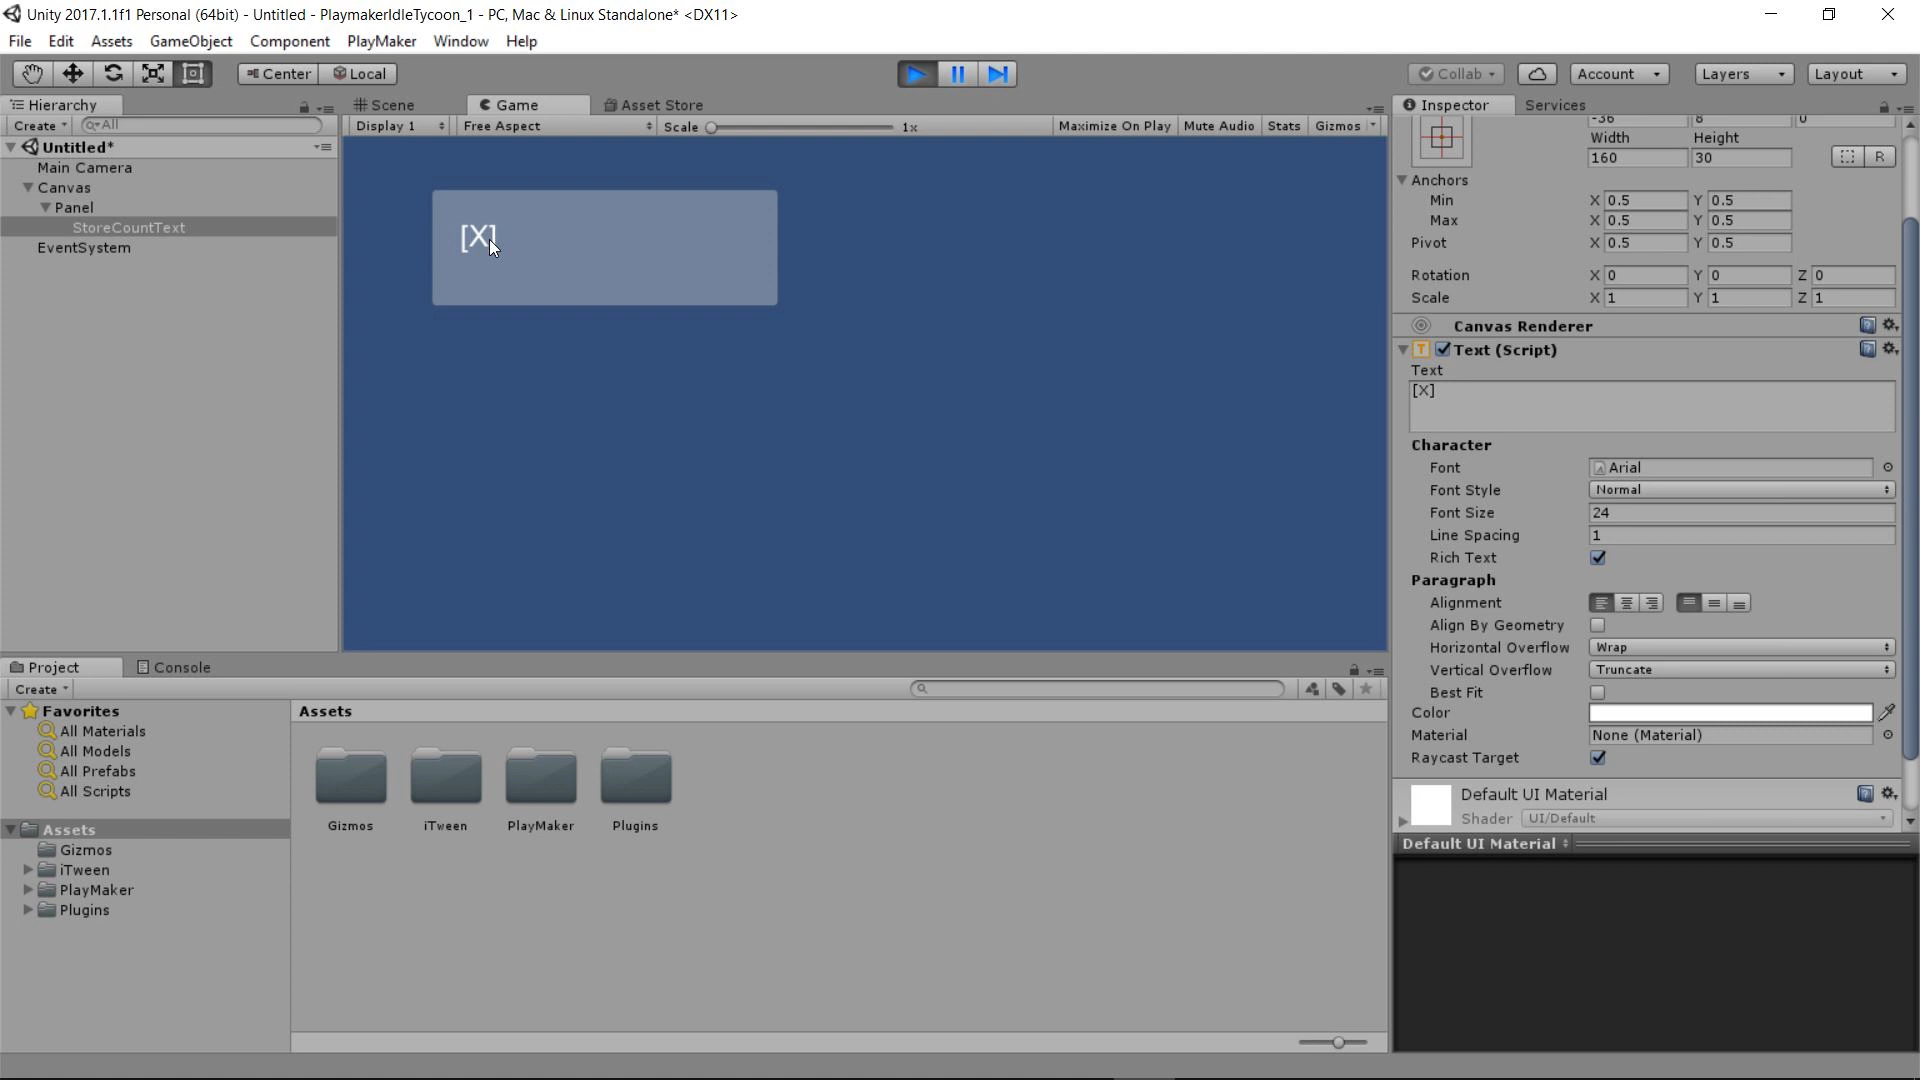 Unity 2017.1.1f1 Personal (64bit) - Untitled - PlaymakerIdleTycoon_1 - PC, Mac & Linux Standalone* <DX11>
File Edit Assets GameObject Component PlayMaker Window Help
Center Local Collab Account Layers Layout
Hierarchy Scene Game Asset Store Inspector Services
Create All Display 1 Free Aspect Scale 1x Maximize On Play Mute Audio Stats Gizmos
Untitled*
Main Camera
Canvas
Panel
StoreCountText
EventSystem
[X]
-36 8 0
Width Height
160 30 R
Anchors
Min X 0.5 Y 0.5
Max X 0.5 Y 0.5
Pivot X 0.5 Y 0.5
Rotation X 0 Y 0 Z 0
Scale X 1 Y 1 Z 1
Canvas Renderer
Text (Script)
Text
[X]
Character
Font Arial
Font Style Normal
Font Size 24
Line Spacing 1
Rich Text
Paragraph
Alignment
Align By Geometry
Horizontal Overflow Wrap
Vertical Overflow Truncate
Best Fit
Color
Material None (Material)
Raycast Target
Default UI Material
Shader UI/Default
Default UI Material
Project Console
Create
Favorites
All Materials
All Models
All Prefabs
All Scripts
Assets
Gizmos
iTween
PlayMaker
Plugins
Assets
Gizmos iTween PlayMaker Plugins